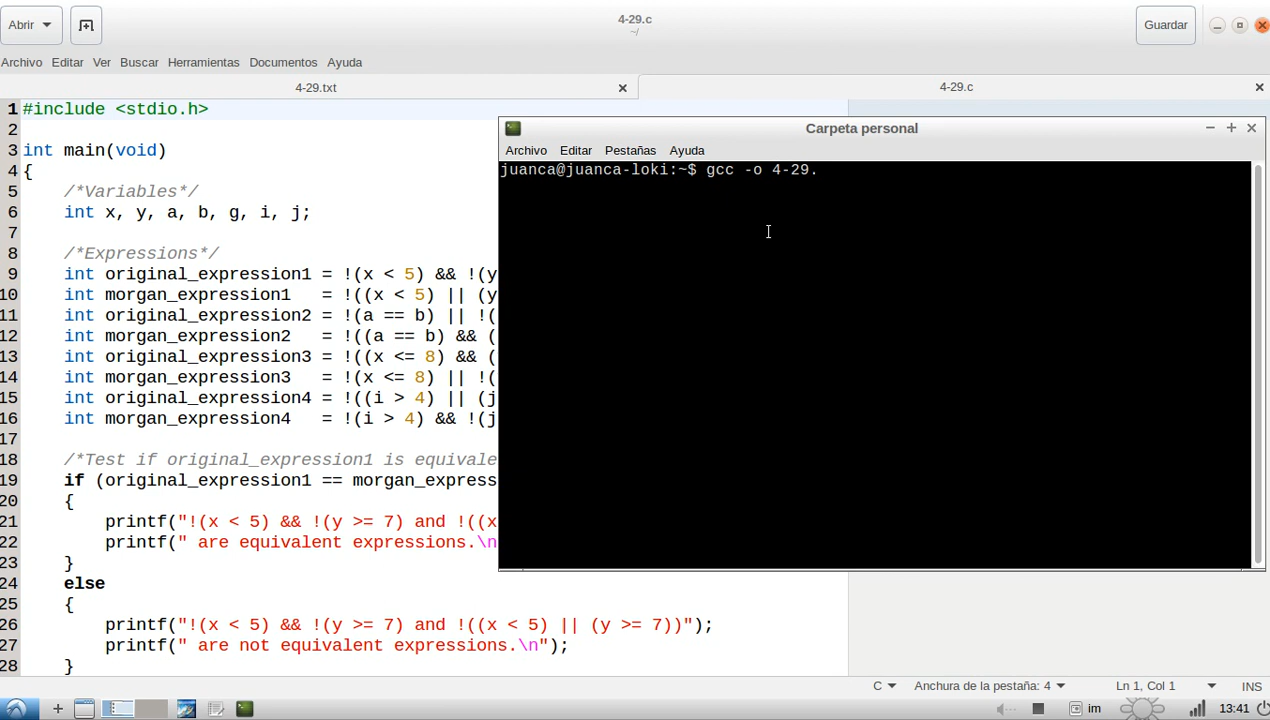 Abrir
4-29.c
~/
Guardar
Archivo Editar Ver Buscar Herramientas Documentos Ayuda
4-29.txt
4-29.c
1 #include <stdio.h>
2
3 int main(void)
4 {
5 /*Variables*/
6 int x, y, a, b, g, i, j;
7
8 /*Expressions*/
9 int original_expression1 = !(x < 5) && !(y
10 int morgan_expression1 = !((x < 5) || (y
11 int original_expression2 = !(a == b) || !(
12 int morgan_expression2 = !((a == b) && (
13 int original_expression3 = !((x <= 8) && (
14 int morgan_expression3 = !(x <= 8) || !(
15 int original_expression4 = !((i > 4) || (j
16 int morgan_expression4 = !(i > 4) && !(j
17
18 /*Test if original_expression1 is equivale
19 if (original_expression1 == morgan_express
20 {
21 printf("!(x < 5) && !(y >= 7) and !((x
22 printf(" are equivalent expressions.\n
23 }
24 else
25 {
26 printf("!(x < 5) && !(y >= 7) and !((x < 5) || (y >= 7))");
27 printf(" are not equivalent expressions.\n");
28 }
Carpeta personal
Archivo Editar Pestañas Ayuda
juanca@juanca-loki:~$ gcc -o 4-29.
C Anchura de la pestaña: 4 Ln 1, Col 1 INS
im 13:41